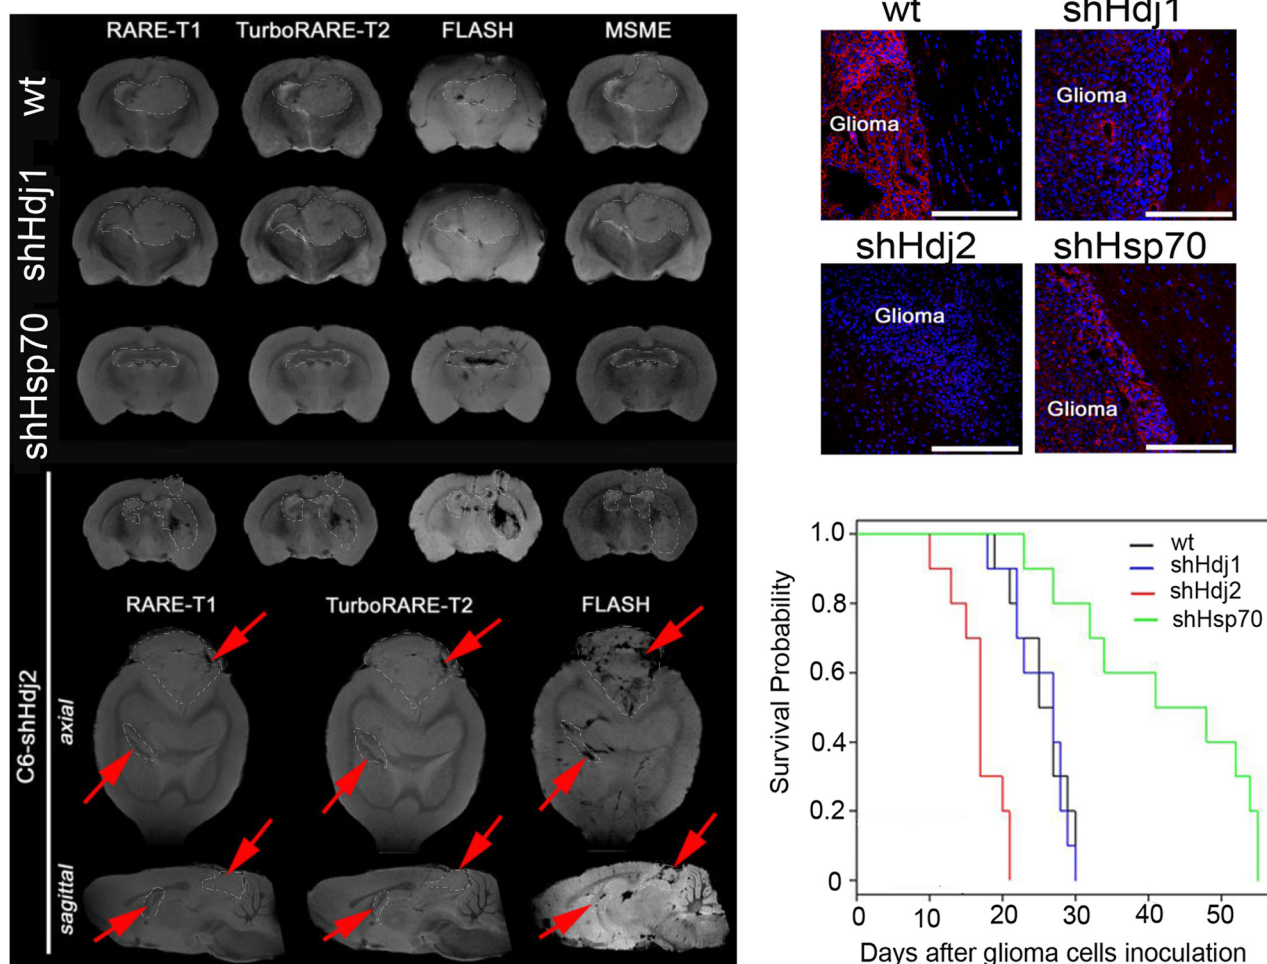 RARE-T1 TurboRARE-T2 FLASH MSME
wt
shHdj1
shHsp70
C6-shHdj2
RARE-T1 TurboRARE-T2 FLASH
axial
sagittal
wt shHdj1
Glioma Glioma
shHdj2 shHsp70
Glioma Glioma
Survival Probability
1.0
0.8
0.6
0.4
0.2
0
wt
shHdj1
shHdj2
shHsp70
0 10 20 30 40 50
Days after glioma cells inoculation